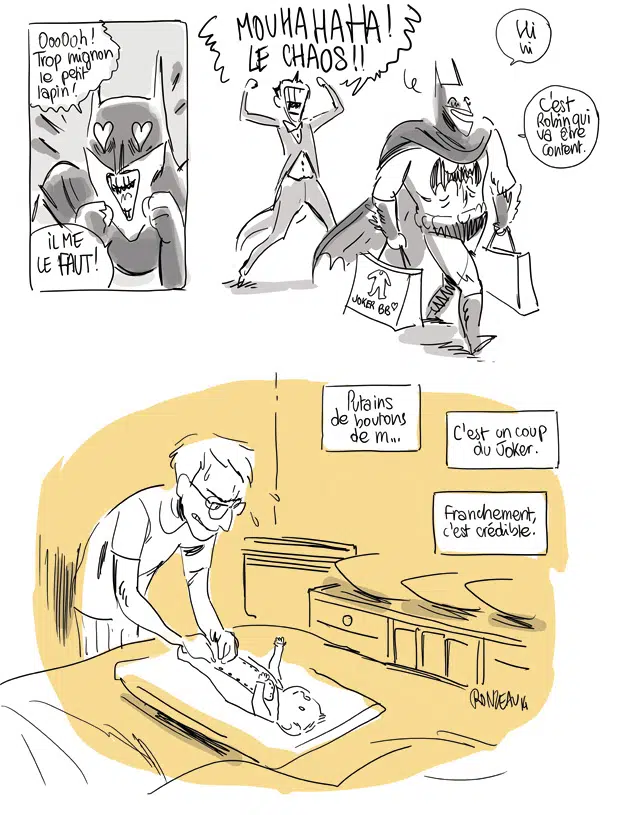 OooOoh!
Trop mignon
le petit
lapin!
iL ME
LE FAUT!
MOUHAHAHA!
LE CHAOS!!
Hi
hi
C'est
Robin qui
va être
content.
JOKER BB♡
Putains
de boutons
de m...
C'est un coup
du Joker.
Franchement,
c'est crédible.
RONZEAU